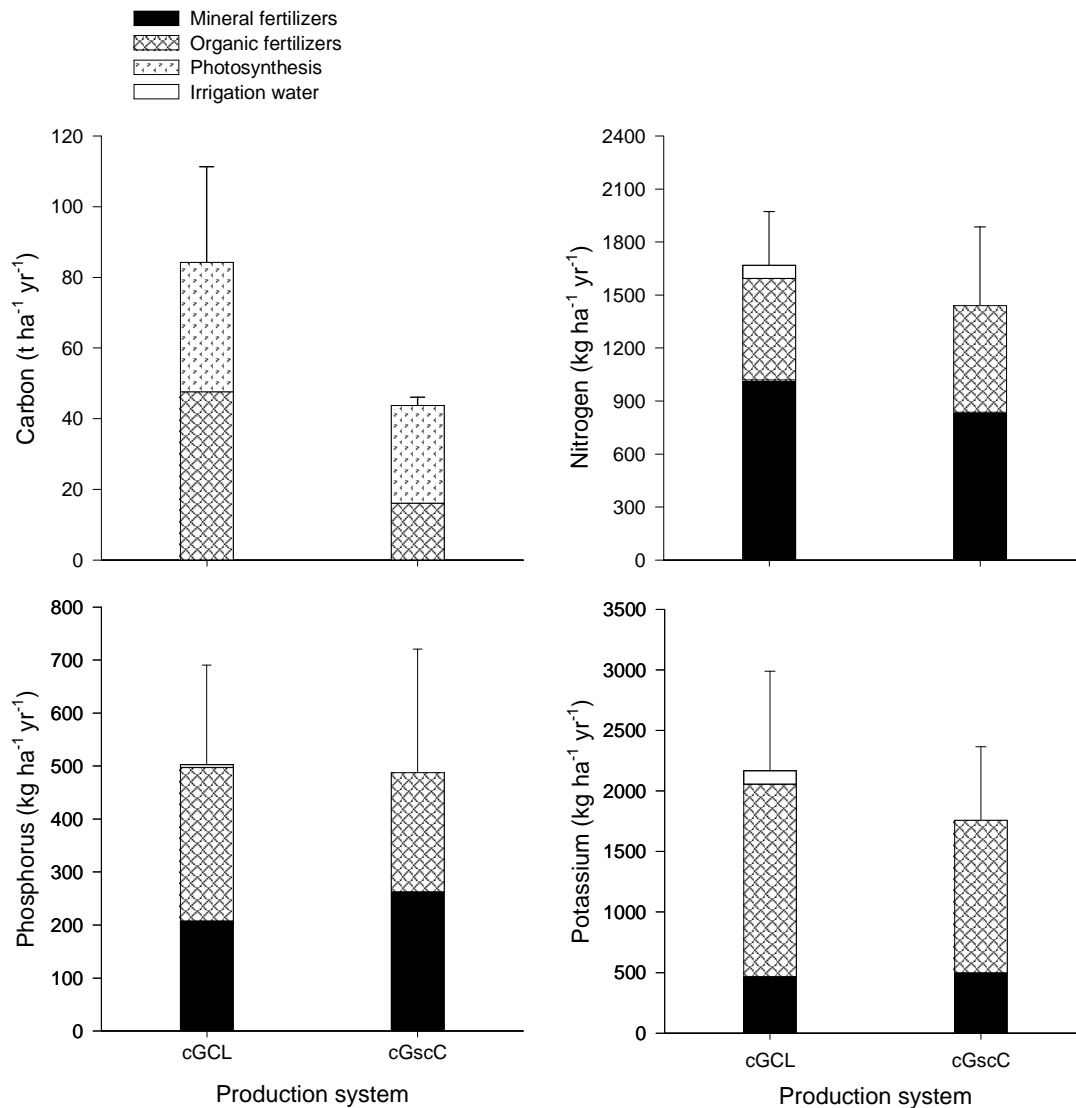 Mineral fertilizers
Organic fertilizers
Photosynthesis
Irrigation water
Carbon (t ha⁻¹ yr⁻¹)
120
100
80
60
40
20
0
Nitrogen (kg ha⁻¹ yr⁻¹)
2400
2100
1800
1500
1200
900
600
300
0
Phosphorus (kg ha⁻¹ yr⁻¹)
800
700
600
500
400
300
200
100
0
cGCL cGscC
Production system
Potassium (kg ha⁻¹ yr⁻¹)
3500
3000
2500
2000
1500
1000
500
0
cGCL cGscC
Production system